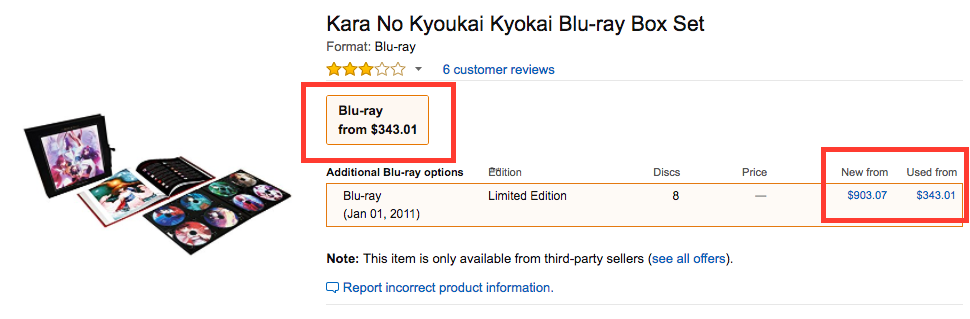 Kara No Kyoukai Kyokai Blu-ray Box Set
Format: Blu-ray
6 customer reviews
Blu-ray
from $343.01
Additional Blu-ray options Edition Discs Price New from Used from
Blu-ray Limited Edition 8 — $903.07 $343.01
(Jan 01, 2011)
Note: This item is only available from third-party sellers (see all offers).
Report incorrect product information.